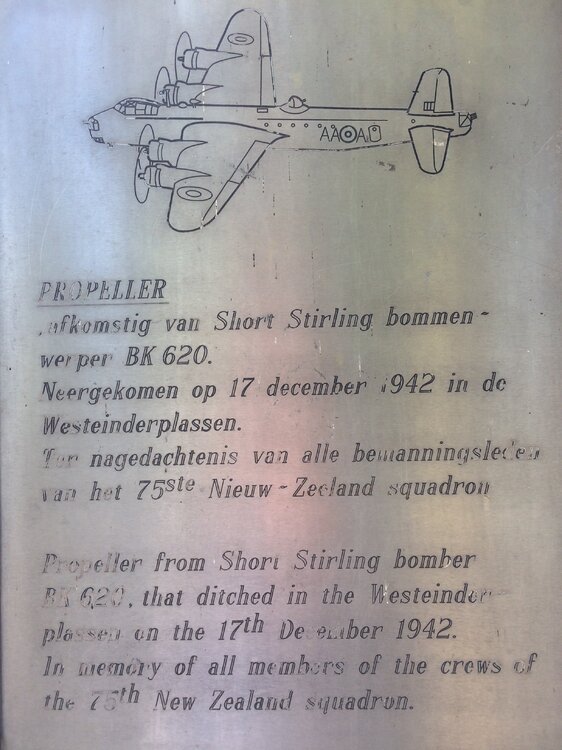 AA A
PROPELLER
afkomstig van Short Stirling bommen-
werper BK 620.
Neergekomen op 17 december 1942 in de
Westeinderplassen.
Ter nagedachtenis van alle bemanningsleden
van het 75ste Nieuw-Zeeland squadron
Propeller from Short Stirling bomber
BK 620, that ditched in the Westeinder-
plassen on the 17th December 1942.
In memory of all members of the crews of
the 75th New Zealand squadron.